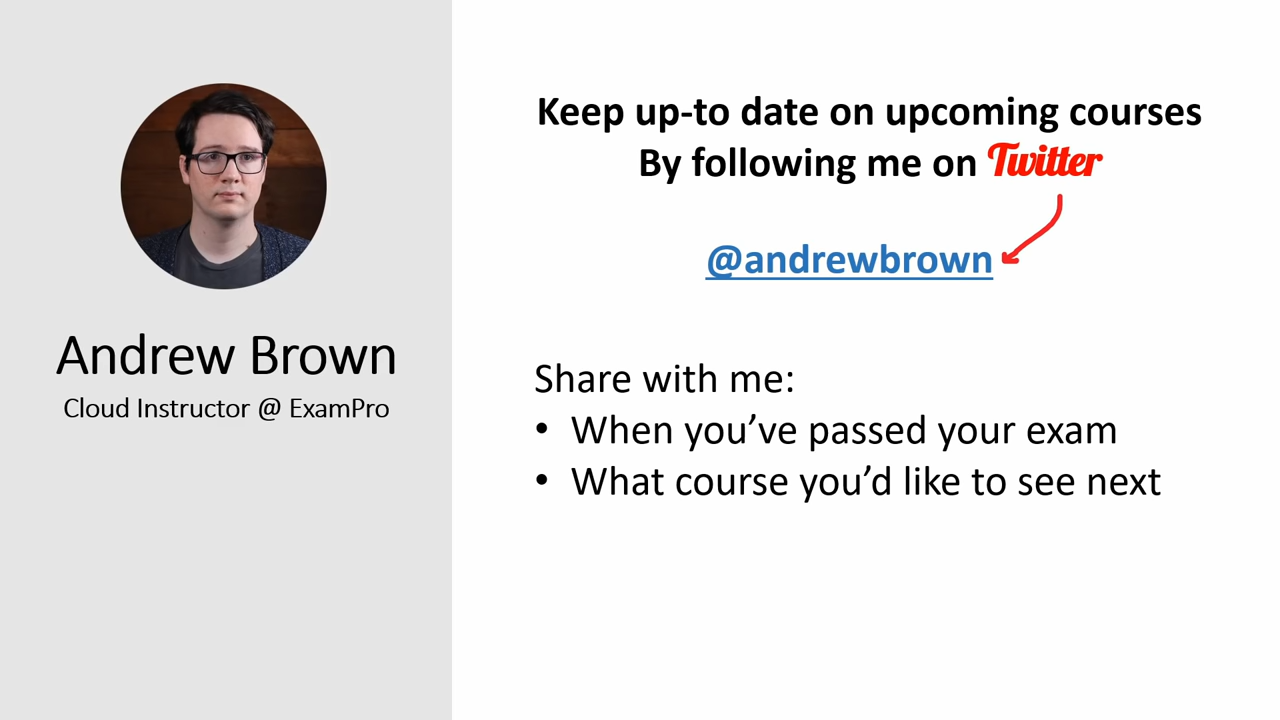 Andrew Brown
Cloud Instructor @ ExamPro
Keep up-to date on upcoming courses
By following me on Twitter
@andrewbrown
Share with me:
• When you’ve passed your exam
• What course you’d like to see next